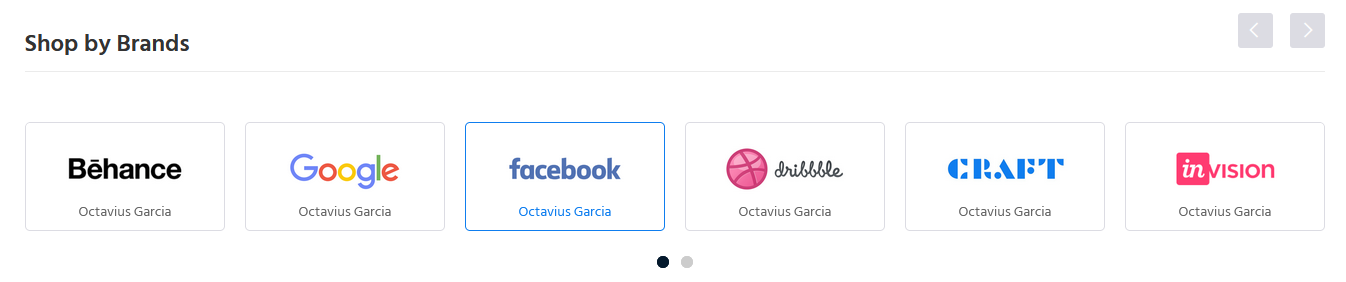 Shop by Brands
Bēhance
Google
facebook
dribbble
CRAFT
invision
Octavius Garcia
Octavius Garcia
Octavius Garcia
Octavius Garcia
Octavius Garcia
Octavius Garcia